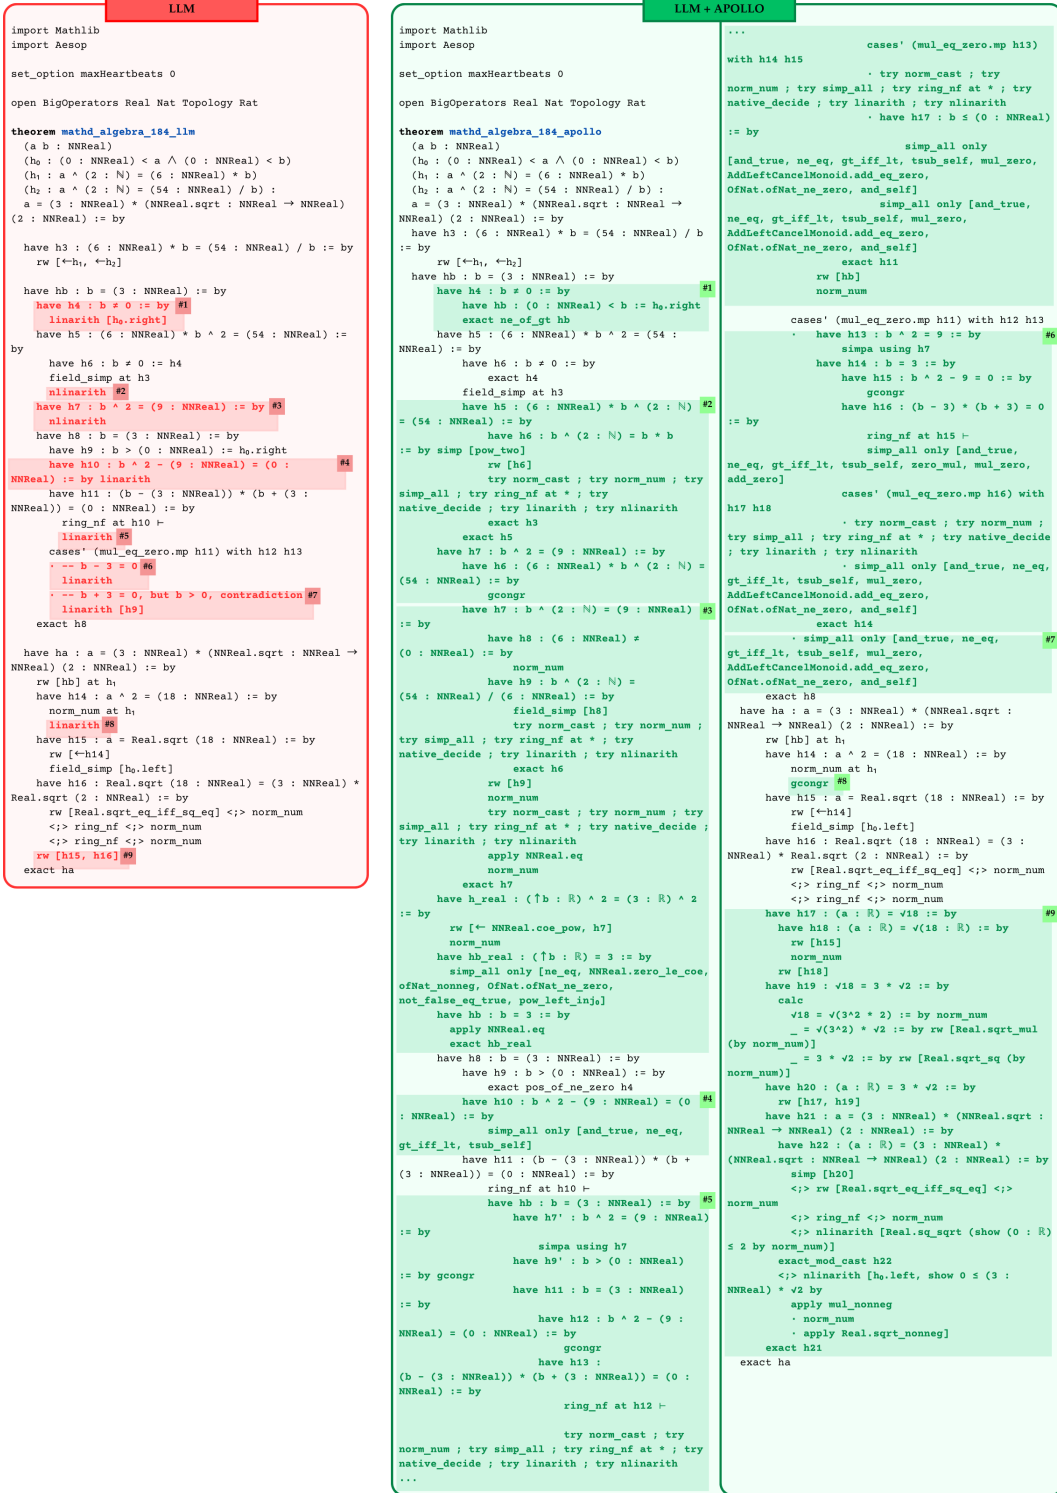 LLM
import Mathlib
import Aesop
set_option maxHeartbeats 0
open BigOperators Real Nat Topology Rat
theorem mathd_algebra_184_llm
(a b : NNReal)
(h₀ : (0 : NNReal) < a ∧ (0 : NNReal) < b)
(h₁ : a ^ (2 : ℕ) = (6 : NNReal) * b)
(h₂ : a ^ (2 : ℕ) = (54 : NNReal) / b) :
a = (3 : NNReal) * (NNReal.sqrt : NNReal → NNReal)
(2 : NNReal) := by
have h3 : (6 : NNReal) * b = (54 : NNReal) / b := by
rw [←h₁, ←h₂]
have hb : b = (3 : NNReal) := by
have h4 : b ≠ 0 := by #1
linarith [h₀.right]
have h5 : (6 : NNReal) * b ^ 2 = (54 : NNReal) :=
by
have h6 : b ≠ 0 := h4
field_simp at h3
nlinarith #2
have h7 : b ^ 2 = (9 : NNReal) := by #3
nlinarith
have h8 : b = (3 : NNReal) := by
have h9 : b > (0 : NNReal) := h₀.right
have h10 : b ^ 2 - (9 : NNReal) = (0 : #4
NNReal) := by linarith
have h11 : (b - (3 : NNReal)) * (b + (3 :
NNReal)) = (0 : NNReal) := by
ring_nf at h10 ⊢
linarith #5
cases' (mul_eq_zero.mp h11) with h12 h13
· -- b - 3 = 0 #6
linarith
· -- b + 3 = 0, but b > 0, contradiction #7
linarith [h9]
exact h8
have ha : a = (3 : NNReal) * (NNReal.sqrt : NNReal →
NNReal) (2 : NNReal) := by
rw [hb] at h₁
have h14 : a ^ 2 = (18 : NNReal) := by
norm_num at h₁
linarith #8
have h15 : a = Real.sqrt (18 : NNReal) := by
rw [←h14]
field_simp [h₀.left]
have h16 : Real.sqrt (18 : NNReal) = (3 : NNReal) *
Real.sqrt (2 : NNReal) := by
rw [Real.sqrt_eq_iff_sq_eq] <;> norm_num
<;> ring_nf <;> norm_num
<;> ring_nf <;> norm_num
rw [h15, h16] #9
exact ha
LLM + APOLLO
import Mathlib
import Aesop
set_option maxHeartbeats 0
open BigOperators Real Nat Topology Rat
theorem mathd_algebra_184_apollo
(a b : NNReal)
(h₀ : (0 : NNReal) < a ∧ (0 : NNReal) < b)
(h₁ : a ^ (2 : ℕ) = (6 : NNReal) * b)
(h₂ : a ^ (2 : ℕ) = (54 : NNReal) / b) :
a = (3 : NNReal) * (NNReal.sqrt : NNReal →
NNReal) (2 : NNReal) := by
have h3 : (6 : NNReal) * b = (54 : NNReal) / b
:= by
rw [←h₁, ←h₂]
have hb : b = (3 : NNReal) := by
have h4 : b ≠ 0 := by #1
have hb : (0 : NNReal) < b := h₀.right
exact ne_of_gt hb
have h5 : (6 : NNReal) * b ^ 2 = (54 :
NNReal) := by
have h6 : b ≠ 0 := by
exact h4
field_simp at h3
have h5 : (6 : NNReal) * b ^ (2 : ℕ) #2
= (54 : NNReal) := by
have h6 : b ^ (2 : ℕ) = b * b
:= by simp [pow_two]
rw [h6]
try norm_cast ; try norm_num ; try
simp_all ; try ring_nf at * ; try
native_decide ; try linarith ; try nlinarith
exact h3
exact h5
have h7 : b ^ 2 = (9 : NNReal) := by
have h6 : (6 : NNReal) * b ^ (2 : ℕ) =
(54 : NNReal) := by
gcongr
have h7 : b ^ (2 : ℕ) = (9 : NNReal) #3
:= by
have h8 : (6 : NNReal) ≠
(0 : NNReal) := by
norm_num
have h9 : b ^ (2 : ℕ) =
(54 : NNReal) / (6 : NNReal) := by
field_simp [h8]
try norm_cast ; try norm_num ;
try simp_all ; try ring_nf at * ; try
native_decide ; try linarith ; try nlinarith
exact h6
rw [h9]
norm_num
try norm_cast ; try norm_num ; try
simp_all ; try ring_nf at * ; try native_decide ;
try linarith ; try nlinarith
apply NNReal.eq
norm_num
exact h7
have h_real : (↑b : ℝ) ^ 2 = (3 : ℝ) ^ 2
:= by
rw [← NNReal.coe_pow, h7]
norm_num
have hb_real : (↑b : ℝ) = 3 := by
simp_all only [ne_eq, NNReal.zero_le_coe,
ofNat_nonneg, OfNat.ofNat_ne_zero,
not_false_eq_true, pow_left_inj₀]
have hb : b = 3 := by
apply NNReal.eq
exact hb_real
have h8 : b = (3 : NNReal) := by
have h9 : b > (0 : NNReal) := by
exact pos_of_ne_zero h4
have h10 : b ^ 2 - (9 : NNReal) = (0 #4
: NNReal) := by
simp_all only [and_true, ne_eq,
gt_iff_lt, tsub_self]
have h11 : (b - (3 : NNReal)) * (b +
(3 : NNReal)) = (0 : NNReal) := by
ring_nf at h10 ⊢
have hb : b = (3 : NNReal) := by #5
have h7' : b ^ 2 = (9 : NNReal)
:= by
simpa using h7
have h9' : b > (0 : NNReal)
:= by gcongr
have h11 : b = (3 : NNReal)
:= by
have h12 : b ^ 2 - (9 :
NNReal) = (0 : NNReal) := by
gcongr
have h13 :
(b - (3 : NNReal)) * (b + (3 : NNReal)) = (0 :
NNReal) := by
ring_nf at h12 ⊢
try norm_cast ; try
norm_num ; try simp_all ; try ring_nf at * ; try
native_decide ; try linarith ; try nlinarith
...
...
cases' (mul_eq_zero.mp h13)
with h14 h15
· try norm_cast ; try
norm_num ; try simp_all ; try ring_nf at * ; try
native_decide ; try linarith ; try nlinarith
· have h17 : b ≤ (0 : NNReal)
:= by
simp_all only
[and_true, ne_eq, gt_iff_lt, tsub_self, mul_zero,
AddLeftCancelMonoid.add_eq_zero,
OfNat.ofNat_ne_zero, and_self]
simp_all only [and_true,
ne_eq, gt_iff_lt, tsub_self, mul_zero,
AddLeftCancelMonoid.add_eq_zero,
OfNat.ofNat_ne_zero, and_self]
exact h11
rw [hb]
norm_num
cases' (mul_eq_zero.mp h11) with h12 h13
· have h13 : b ^ 2 = 9 := by #6
simpa using h7
have h14 : b = 3 := by
have h15 : b ^ 2 - 9 = 0 := by
gcongr
have h16 : (b - 3) * (b + 3) = 0
:= by
ring_nf at h15 ⊢
simp_all only [and_true,
ne_eq, gt_iff_lt, tsub_self, zero_mul, mul_zero,
add_zero]
cases' (mul_eq_zero.mp h16) with
h17 h18
· try norm_cast ; try norm_num ;
try simp_all ; try ring_nf at * ; try native_decide
; try linarith ; try nlinarith
· simp_all only [and_true, ne_eq,
gt_iff_lt, tsub_self, mul_zero,
AddLeftCancelMonoid.add_eq_zero,
OfNat.ofNat_ne_zero, and_self]
exact h14
· simp_all only [and_true, ne_eq, #7
gt_iff_lt, tsub_self, mul_zero,
AddLeftCancelMonoid.add_eq_zero,
OfNat.ofNat_ne_zero, and_self]
exact h8
have ha : a = (3 : NNReal) * (NNReal.sqrt :
NNReal → NNReal) (2 : NNReal) := by
rw [hb] at h₁
have h14 : a ^ 2 = (18 : NNReal) := by
norm_num at h₁
gcongr #8
have h15 : a = Real.sqrt (18 : NNReal) := by
rw [←h14]
field_simp [h₀.left]
have h16 : Real.sqrt (18 : NNReal) = (3 :
NNReal) * Real.sqrt (2 : NNReal) := by
rw [Real.sqrt_eq_iff_sq_eq] <;> norm_num
<;> ring_nf <;> norm_num
<;> ring_nf <;> norm_num
have h17 : (a : ℝ) = √18 := by #9
have h18 : (a : ℝ) = √(18 : ℝ) := by
rw [h15]
norm_num
rw [h18]
have h19 : √18 = 3 * √2 := by
calc
√18 = √(3^2 * 2) := by norm_num
_ = √(3^2) * √2 := by rw [Real.sqrt_mul
(by norm_num)]
_ = 3 * √2 := by rw [Real.sqrt_sq (by
norm_num)]
have h20 : (a : ℝ) = 3 * √2 := by
rw [h17, h19]
have h21 : a = (3 : NNReal) * (NNReal.sqrt :
NNReal → NNReal) (2 : NNReal) := by
have h22 : (a : ℝ) = (3 : NNReal) *
(NNReal.sqrt : NNReal → NNReal) (2 : NNReal) := by
simp [h20]
<;> rw [Real.sqrt_eq_iff_sq_eq] <;>
norm_num
<;> ring_nf <;> norm_num
<;> nlinarith [Real.sq_sqrt (show (0 : ℝ)
≤ 2 by norm_num)]
exact_mod_cast h22
<;> nlinarith [h₀.left, show 0 ≤ (3 :
NNReal) * √2 by
apply mul_nonneg
· norm_num
· apply Real.sqrt_nonneg]
exact h21
exact ha